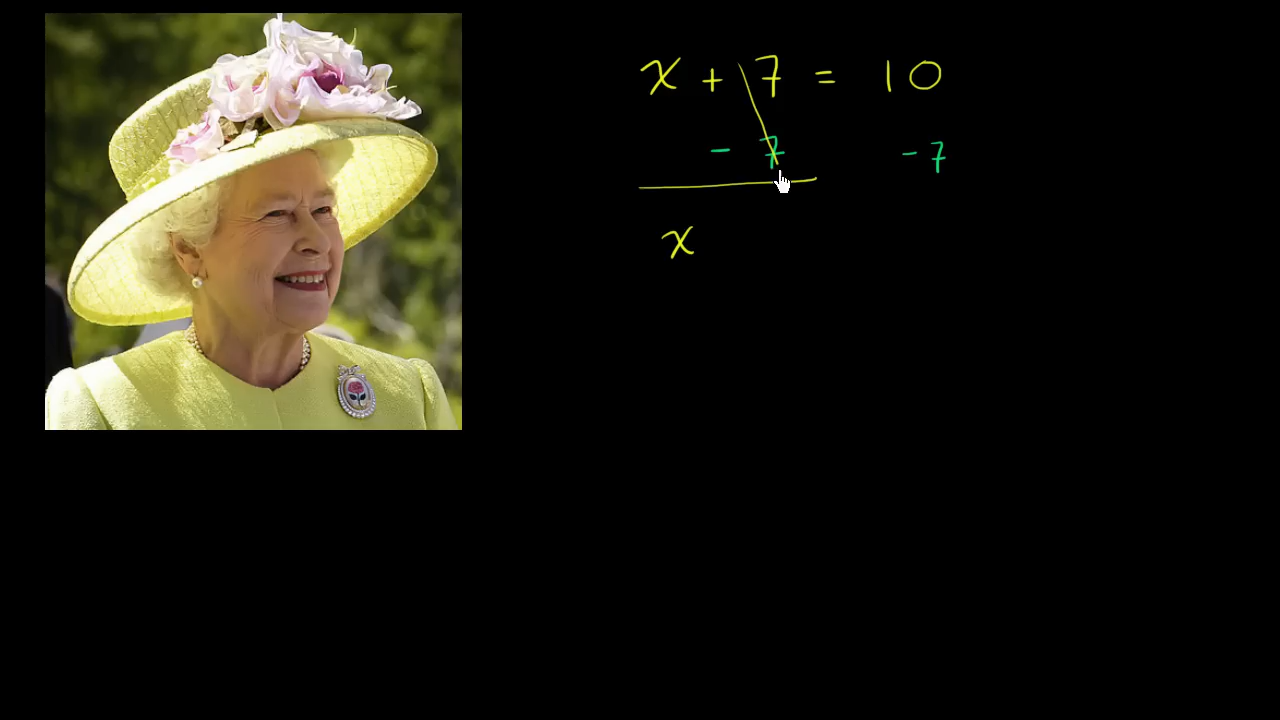 x + 7 = 10
- 7 -7
x